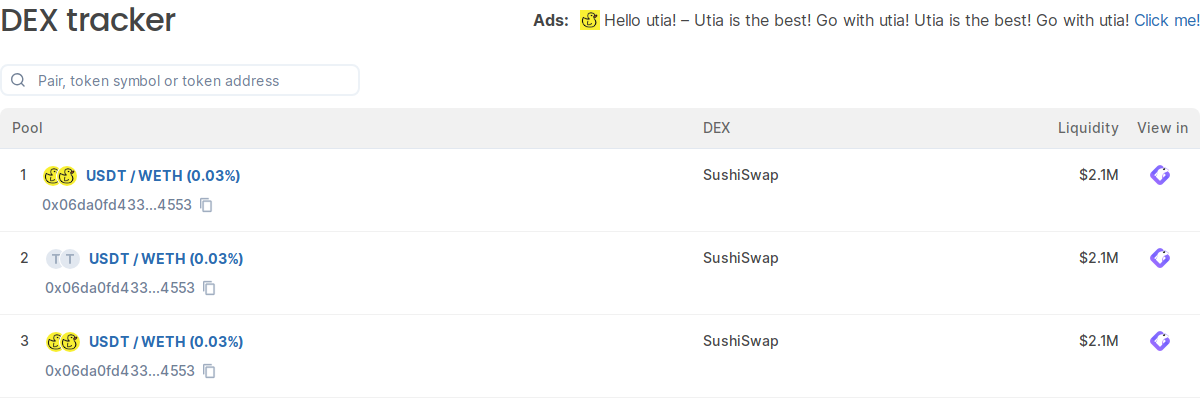 DEX tracker
Ads: Hello utia! – Utia is the best! Go with utia! Utia is the best! Go with utia! Click me!
Pair, token symbol or token address
Pool DEX Liquidity View in
1 USDT / WETH (0.03%) SushiSwap $2.1M
0x06da0fd433...4553
2 T T USDT / WETH (0.03%) SushiSwap $2.1M
0x06da0fd433...4553
3 USDT / WETH (0.03%) SushiSwap $2.1M
0x06da0fd433...4553